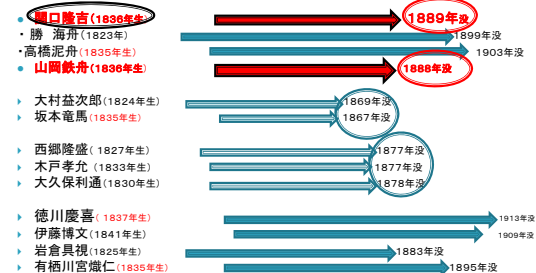 • 関口隆吉(1836年生) 1889年没
・勝 海舟(1823年) 1899年没
・高橋泥舟(1835年生) 1903年没
• 山岡鉄舟(1836年生) 1888年没
大村益次郎(1824年生) 1869年没
坂本竜馬(1835年生) 1867年没
西郷隆盛( 1827年生) 1877年没
木戸孝允 (1833年生) 1877年没
大久保利通(1830年生) 1878年没
徳川慶喜( 1837年生) 1913年没
伊藤博文(1841年生) 1909年没
岩倉具視(1825年生) 1883年没
有栖川宮熾仁(1835年生) 1895年没